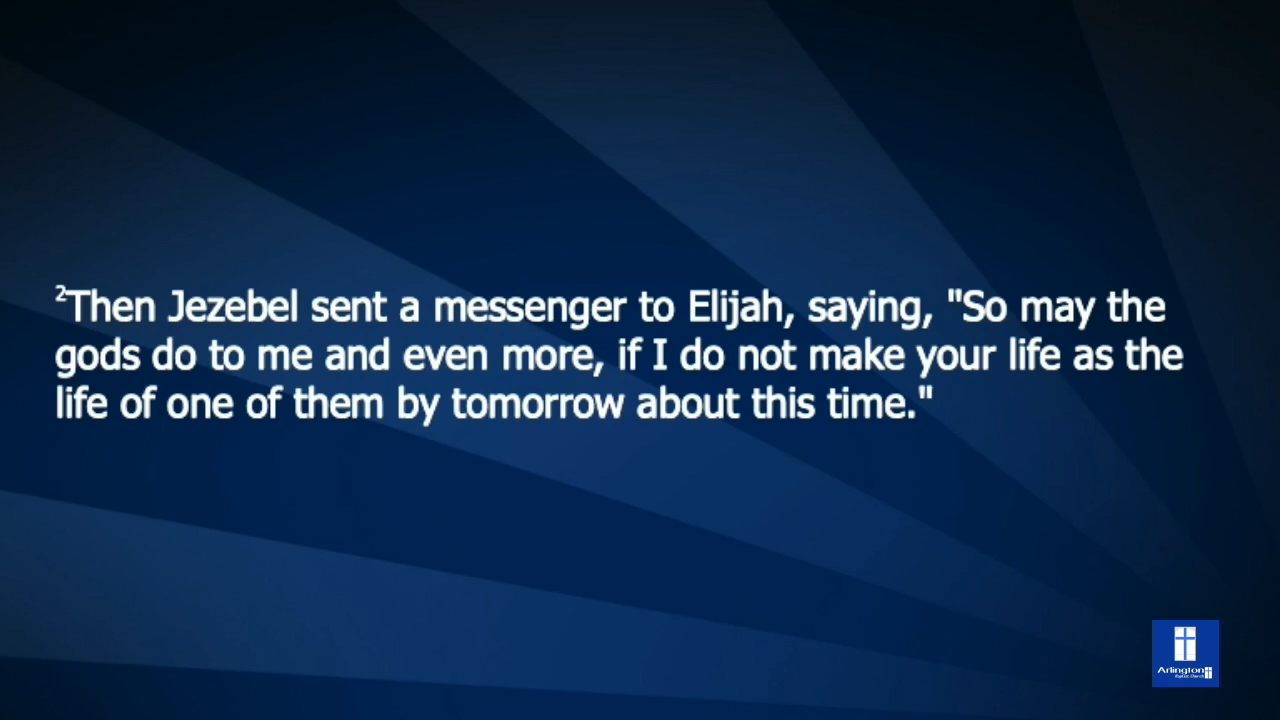 ²Then Jezebel sent a messenger to Elijah, saying, "So may the
gods do to me and even more, if I do not make your life as the
life of one of them by tomorrow about this time."
Arlington
Baptist Church